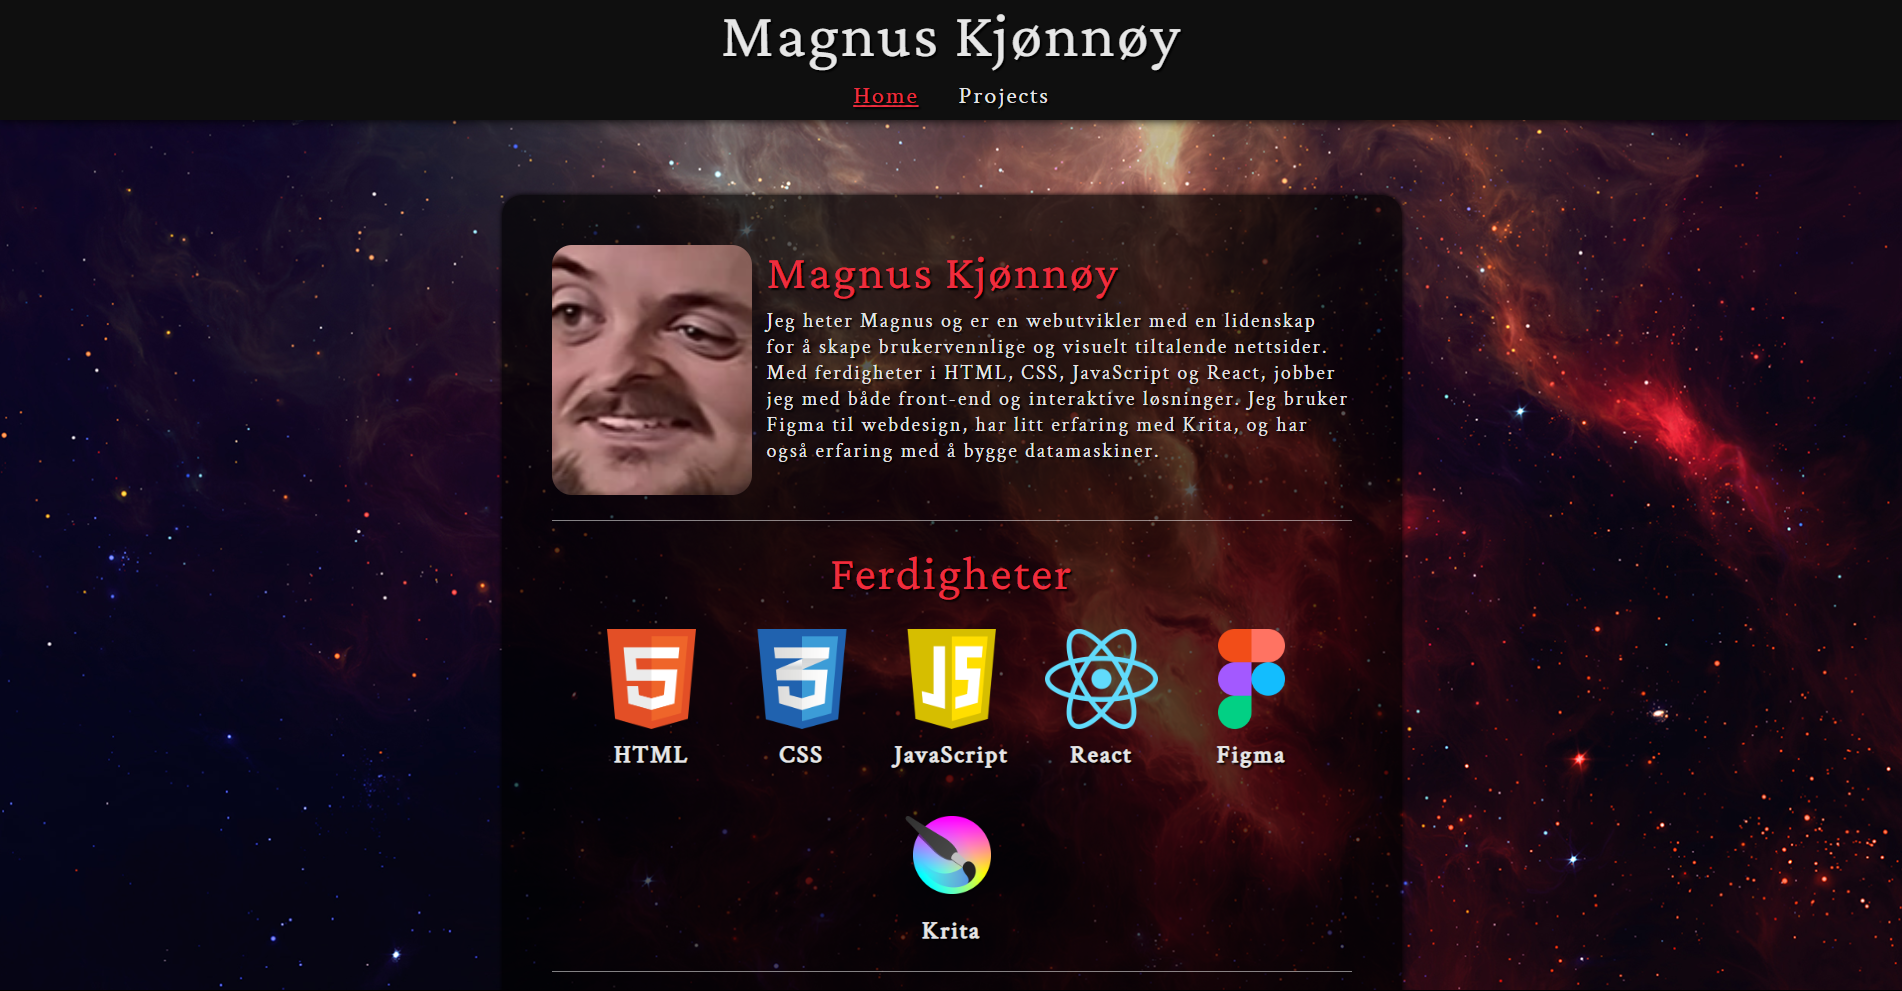 Magnus Kjønnøy
Home Projects
Magnus Kjønnøy
Jeg heter Magnus og er en webutvikler med en lidenskap
for å skape brukervennlige og visuelt tiltalende nettsider.
Med ferdigheter i HTML, CSS, JavaScript og React, jobber
jeg med både front-end og interaktive løsninger. Jeg bruker
Figma til webdesign, har litt erfaring med Krita, og har
også erfaring med å bygge datamaskiner.
Ferdigheter
5 3 JS
HTML CSS JavaScript React Figma
Krita